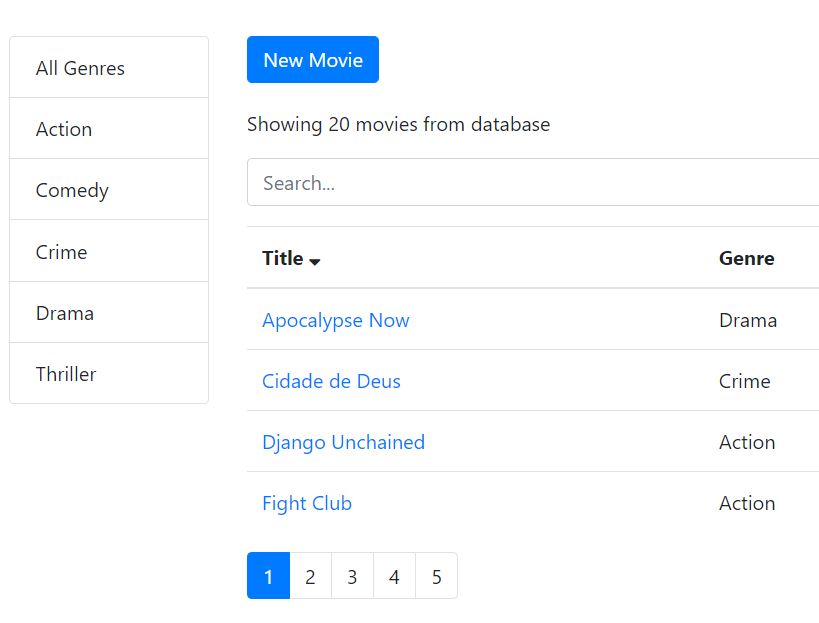 All Genres
Action
Comedy
Crime
Drama
Thriller
New Movie
Showing 20 movies from database
Search...
Title Genre
Apocalypse Now Drama
Cidade de Deus Crime
Django Unchained Action
Fight Club Action
1 2 3 4 5